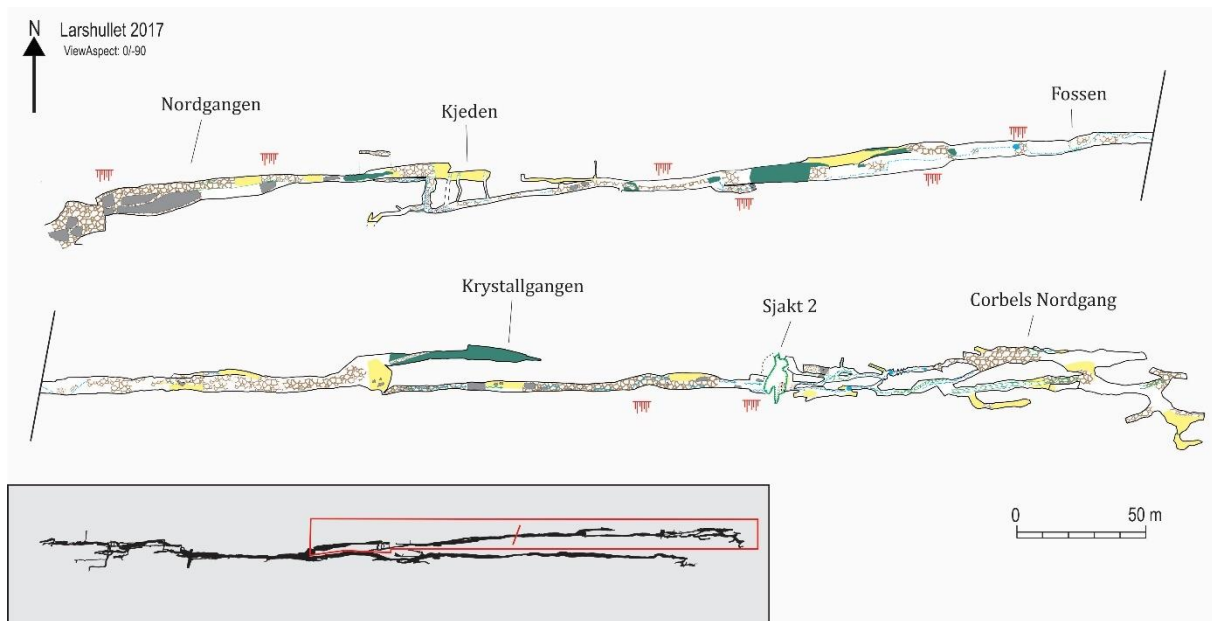 N
Larshullet 2017
ViewAspect: 0/-90
Nordgangen
Kjeden
Fossen
Krystallgangen
Sjakt 2
Corbels Nordgang
0 50 m